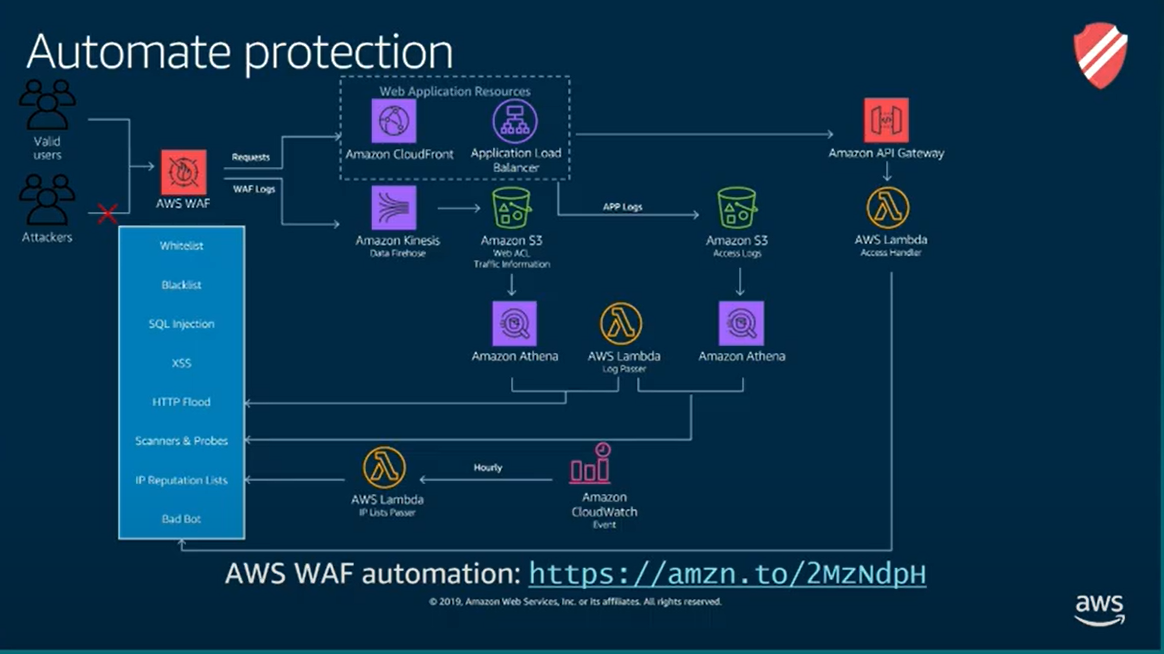 Automate protection
Valid
users
Attackers
AWS WAF
Requests
WAF Logs
Web Application Resources
Amazon CloudFront
Application Load
Balancer
Amazon API Gateway
Amazon Kinesis
Data Firehose
Amazon S3
Web ACL
Traffic Information
APP Logs
Amazon S3
Access Logs
AWS Lambda
Access Handler
Whitelist
Blacklist
SQL Injection
XSS
HTTP Flood
Scanners & Probes
IP Reputation Lists
Bad Bot
Amazon Athena
AWS Lambda
Log Passer
Amazon Athena
AWS Lambda
IP Lists Passer
Hourly
Amazon
CloudWatch
Event
AWS WAF automation: https://amzn.to/2MzNdpH
© 2019, Amazon Web Services, Inc. or its affiliates. All rights reserved.
aws